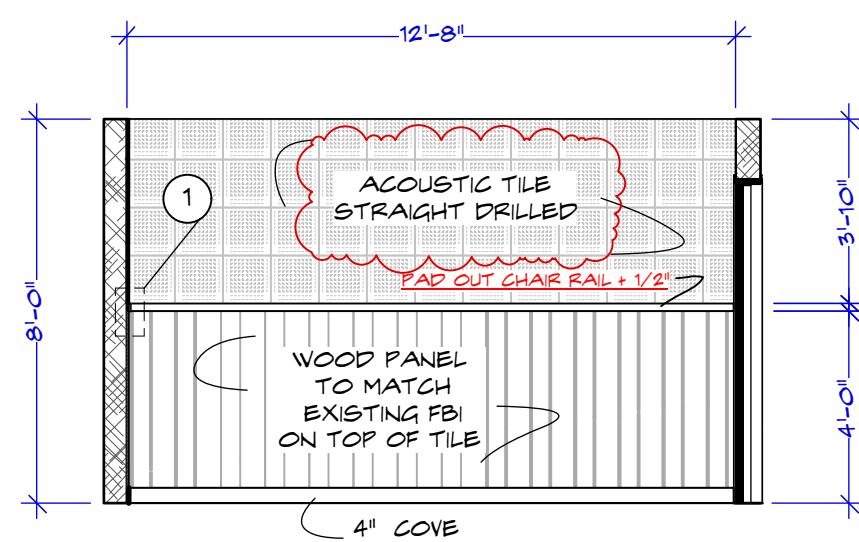 12'-8"
1
ACOUSTIC TILE
STRAIGHT DRILLED
3'-10"
PAD OUT CHAIR RAIL + 1/2"
8'-0"
WOOD PANEL
TO MATCH
EXISTING FBI
ON TOP OF TILE
4'-0"
4" COVE